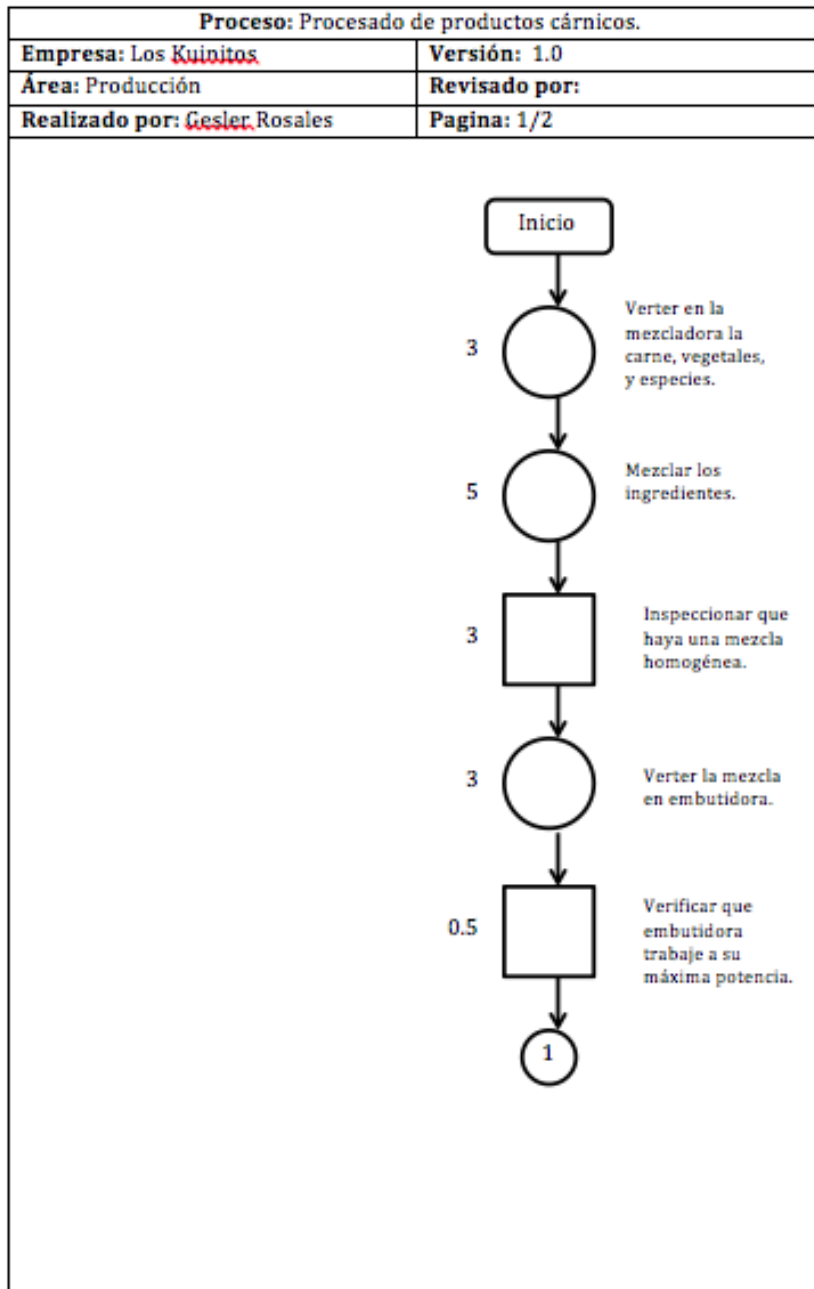 Proceso: Procesado de productos cárnicos.
Empresa: Los Kuinitos
Versión: 1.0
Área: Producción
Revisado por:
Realizado por: Gesler Rosales
Pagina: 1/2
Inicio
3
Verter en la
mezcladora la
carne, vegetales,
y especies.
5
Mezclar los
ingredientes.
3
Inspeccionar que
haya una mezcla
homogénea.
3
Verter la mezcla
en embutidora.
0.5
Verificar que
embutidora
trabaje a su
máxima potencia.
1